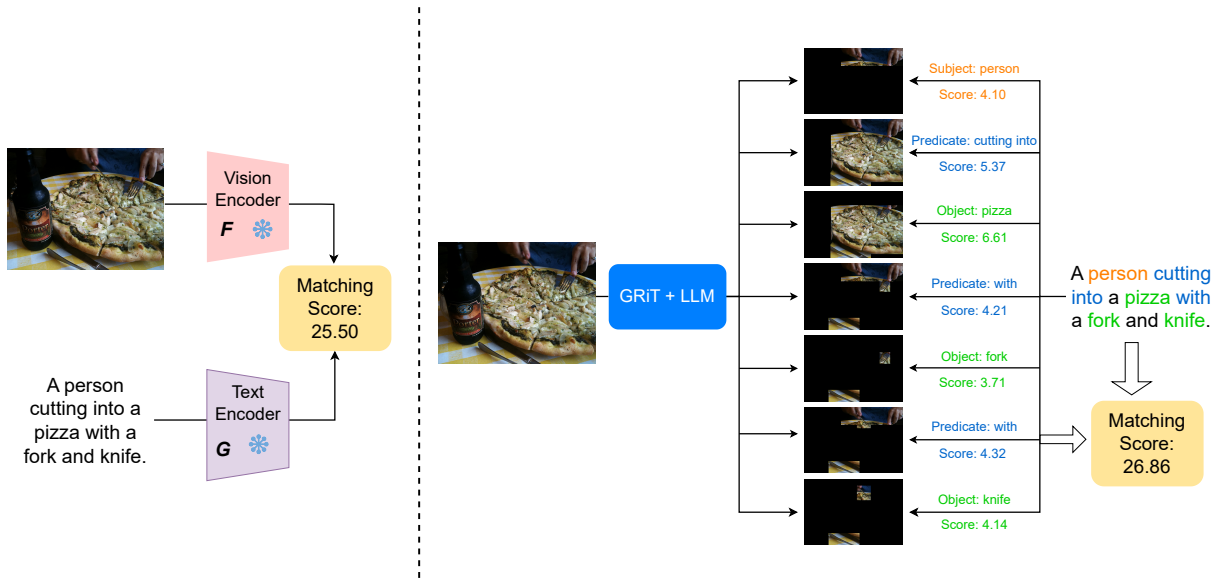 Vision
Encoder
F
Matching
Score:
25.50
A person
cutting into a
pizza with a
fork and knife.
Text
Encoder
G
GRiT + LLM
Subject: person
Score: 4.10
Predicate: cutting into
Score: 5.37
Object: pizza
Score: 6.61
Predicate: with
Score: 4.21
Object: fork
Score: 3.71
Predicate: with
Score: 4.32
Object: knife
Score: 4.14
A person cutting
into a pizza with
a fork and knife.
Matching
Score:
26.86